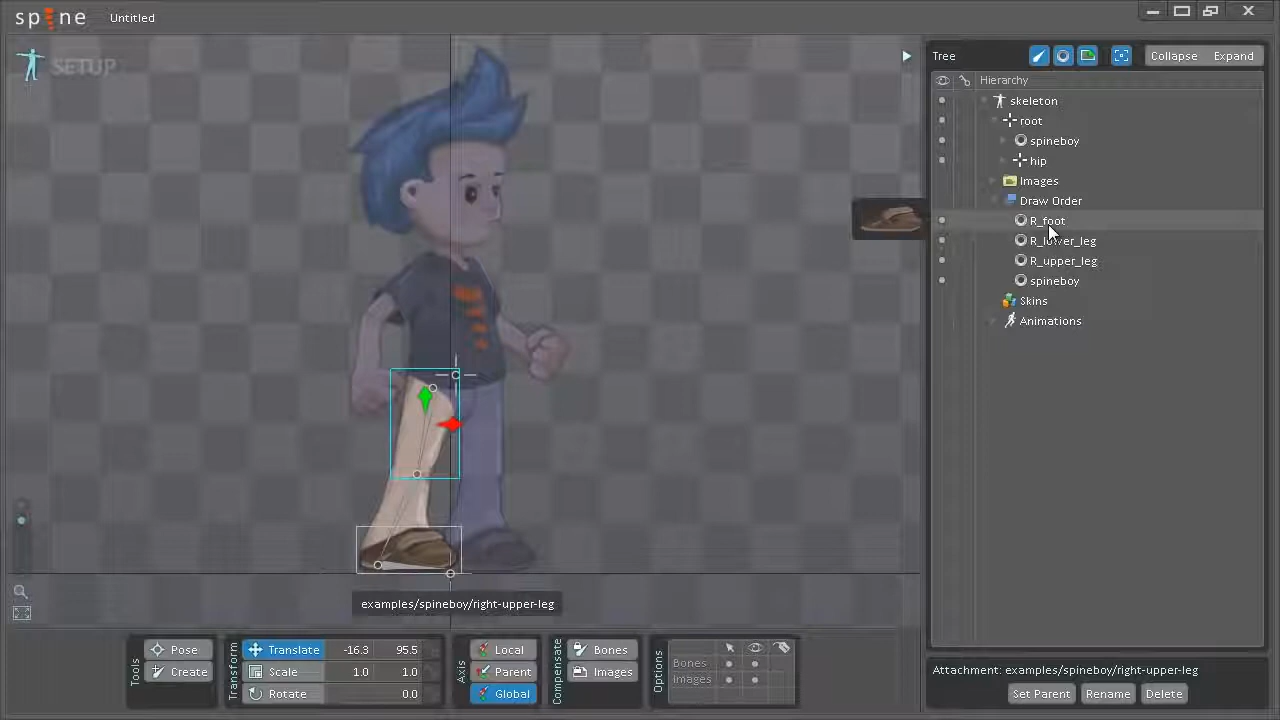 spine Untitled
SETUP
Tree Collapse Expand
Hierarchy
skeleton
root
spineboy
hip
Images
Draw Order
R_foot
R_lower_leg
R_upper_leg
spineboy
Skins
Animations
examples/spineboy/right-upper-leg
Tools
Pose
Create
Transform
Translate -16.3 95.5
Scale 1.0 1.0
Rotate 0.0
Axis
Local
Parent
Global
Compensate
Bones
Images
Options
Bones
Images
Attachment: examples/spineboy/right-upper-leg
Set Parent Rename Delete